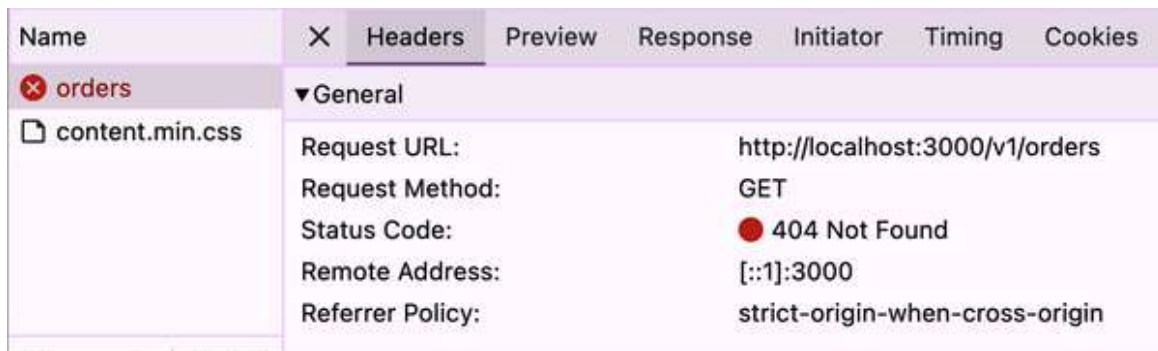 Name
Headers Preview Response Initiator Timing Cookies
orders
content.min.css
General
Request URL: http://localhost:3000/v1/orders
Request Method: GET
Status Code: 404 Not Found
Remote Address: [::1]:3000
Referrer Policy: strict-origin-when-cross-origin